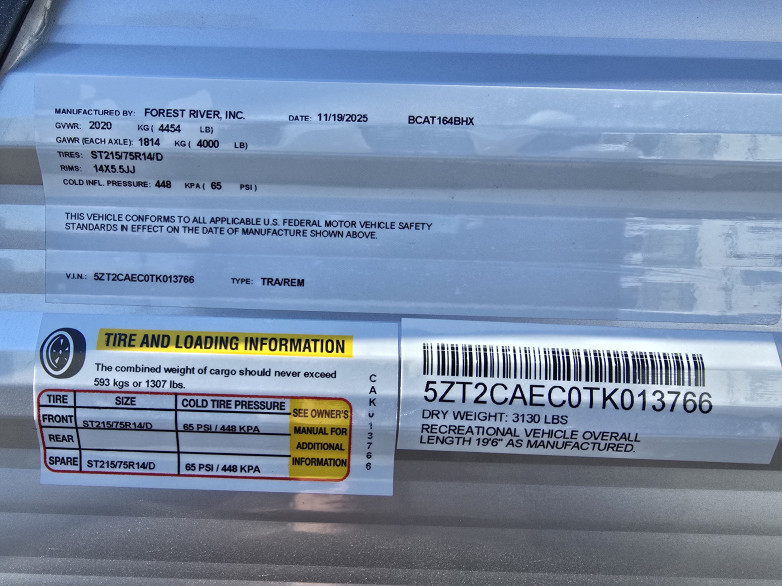 MANUFACTURED BY: FOREST RIVER, INC. DATE: 11/19/2025 BCAT164BHX
GVWR: 2020 KG ( 4454 LB)
GAWR (EACH AXLE): 1814 KG ( 4000 LB)
TIRES: ST215/75R14/D
RIMS: 14X5.5JJ
COLD INFL. PRESSURE: 448 KPA ( 65 PSI )
THIS VEHICLE CONFORMS TO ALL APPLICABLE U.S. FEDERAL MOTOR VEHICLE SAFETY
STANDARDS IN EFFECT ON THE DATE OF MANUFACTURE SHOWN ABOVE.
V.I.N.: 5ZT2CAEC0TK013766 TYPE: TRA/REM
TIRE AND LOADING INFORMATION
The combined weight of cargo should never exceed
593 kgs or 1307 lbs.
TIRE SIZE COLD TIRE PRESSURE SEE OWNER'S
FRONT ST215/75R14/D 65 PSI / 448 KPA MANUAL FOR
REAR ADDITIONAL
SPARE ST215/75R14/D 65 PSI / 448 KPA INFORMATION
CAK013766
5ZT2CAEC0TK013766
DRY WEIGHT: 3130 LBS
RECREATIONAL VEHICLE OVERALL
LENGTH 19'6" AS MANUFACTURED.